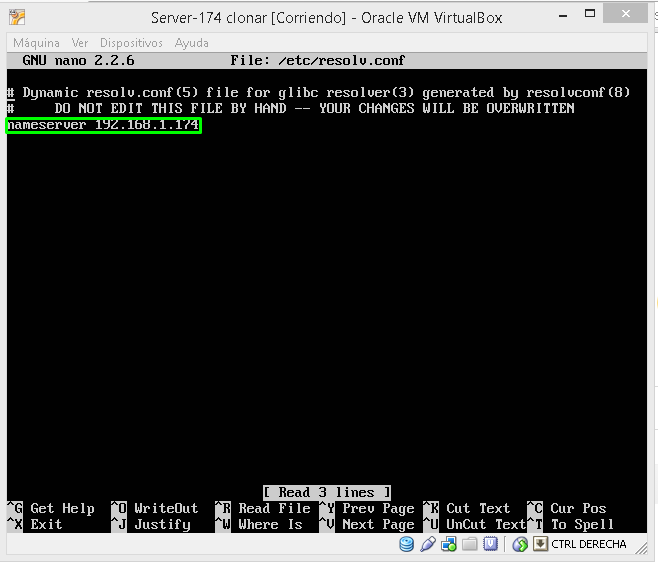 Server-174 clonar [Corriendo] - Oracle VM VirtualBox
Máquina Ver Dispositivos Ayuda
GNU nano 2.2.6 File: /etc/resolv.conf
# Dynamic resolv.conf(5) file for glibc resolver(3) generated by resolvconf(8)
# DO NOT EDIT THIS FILE BY HAND -- YOUR CHANGES WILL BE OVERWRITTEN
nameserver 192.168.1.174
[ Read 3 lines ]
^G Get Help ^O WriteOut ^R Read File ^Y Prev Page ^K Cut Text ^C Cur Pos
^X Exit ^J Justify ^W Where Is ^V Next Page ^U UnCut Text ^T To Spell
CTRL DERECHA